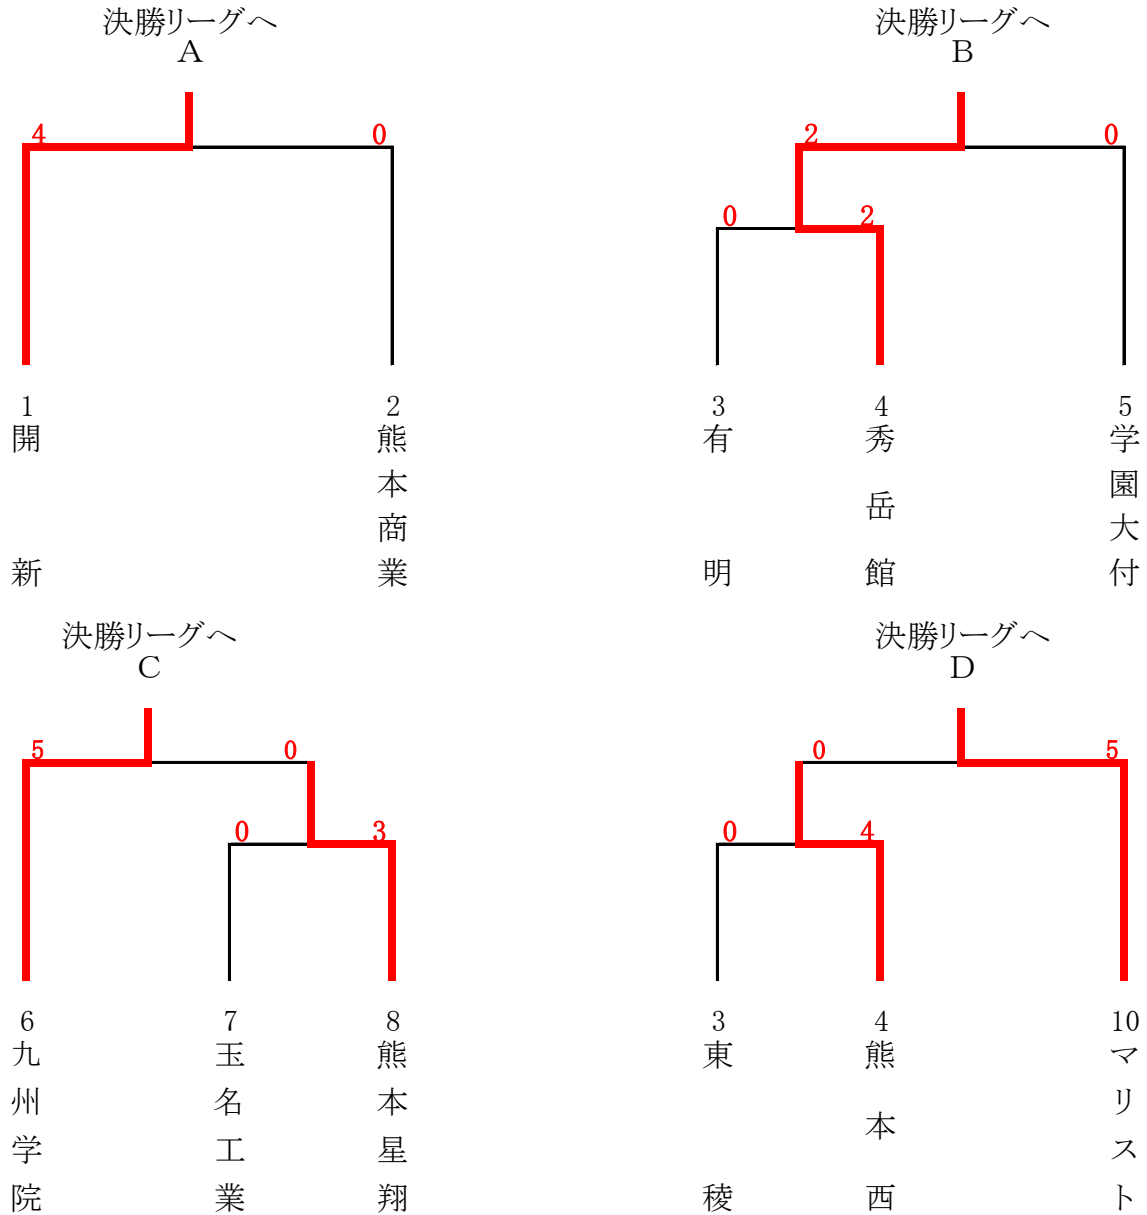 決勝リーグへ
A
4
0
1
開新
2
熊本商業
決勝リーグへ
B
2
0
0
2
3
有明
4
秀岳館
5
学園大付
決勝リーグへ
C
5
0
0
3
6
九州学院
7
玉名工業
8
熊本星翔
決勝リーグへ
D
0
5
0
4
3
東稜
4
熊本西
10
マリスト